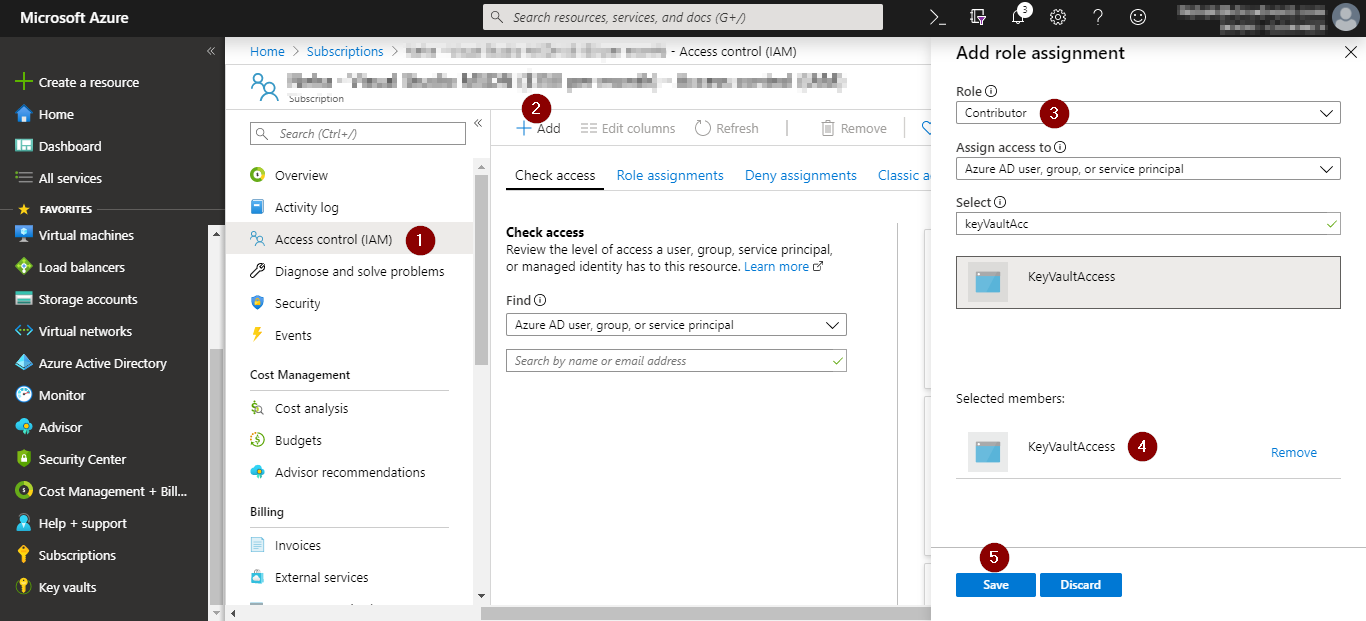 Microsoft Azure
Search resources, services, and docs (G+/)
3
«
Create a resource
Home
Dashboard
All services
FAVORITES
Virtual machines
Load balancers
Storage accounts
Virtual networks
Azure Active Directory
Monitor
Advisor
Security Center
Cost Management + Bill...
Help + support
Subscriptions
Key vaults
Home > Subscriptions > - Access control (IAM)
- Visual Studio MSDN - Access control (IAM)
Subscription
Search (Ctrl+/)
«
Overview
Activity log
Access control (IAM) 1
Diagnose and solve problems
Security
Events
Cost Management
Cost analysis
Budgets
Advisor recommendations
Billing
Invoices
External services
2
Add Edit columns Refresh | Remove |
Check access Role assignments Deny assignments Classic a
Check access
Review the level of access a user, group, service principal,
or managed identity has to this resource. Learn more
Find
Azure AD user, group, or service principal
Search by name or email address
Add role assignment
Role
Contributor 3
Assign access to
Azure AD user, group, or service principal
Select
keyVaultAcc
KeyVaultAccess
Selected members:
KeyVaultAccess 4
Remove
5
Save Discard